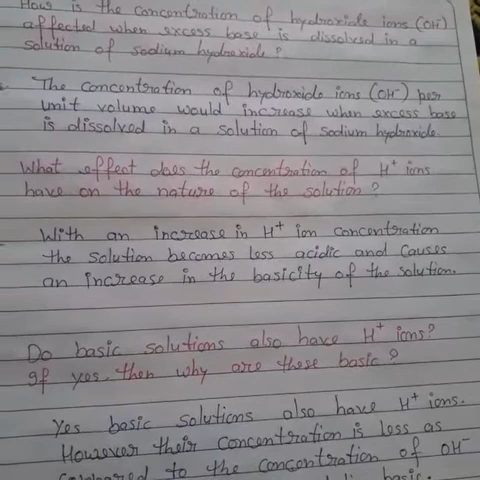 How is the concentration of hydroxide ions (OH⁻)
affected when excess base is dissolved in a
solution of sodium hydroxide?
The concentration of hydroxide ions (OH⁻) per
unit volume would increase when excess base
is dissolved in a solution of sodium hydroxide.
What effect does the concentration of H⁺ ions
have on the nature of the solution?
With an increase in H⁺ ion concentration
the solution becomes less acidic and causes
an increase in the basicity of the solution.
Do basic solutions also have H⁺ ions?
If yes then why are these basic?
Yes basic solutions also have H⁺ ions.
However their concentration is less as
compared to the concentration of OH⁻
basic.